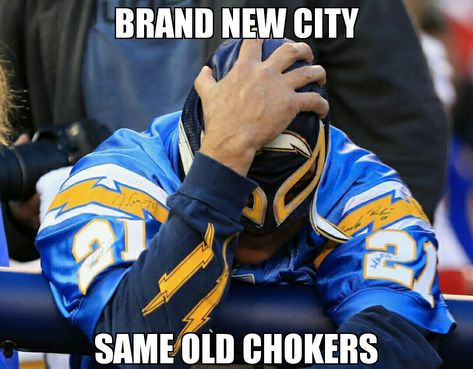 BRAND NEW CITY
21
21
SAME OLD CHOKERS